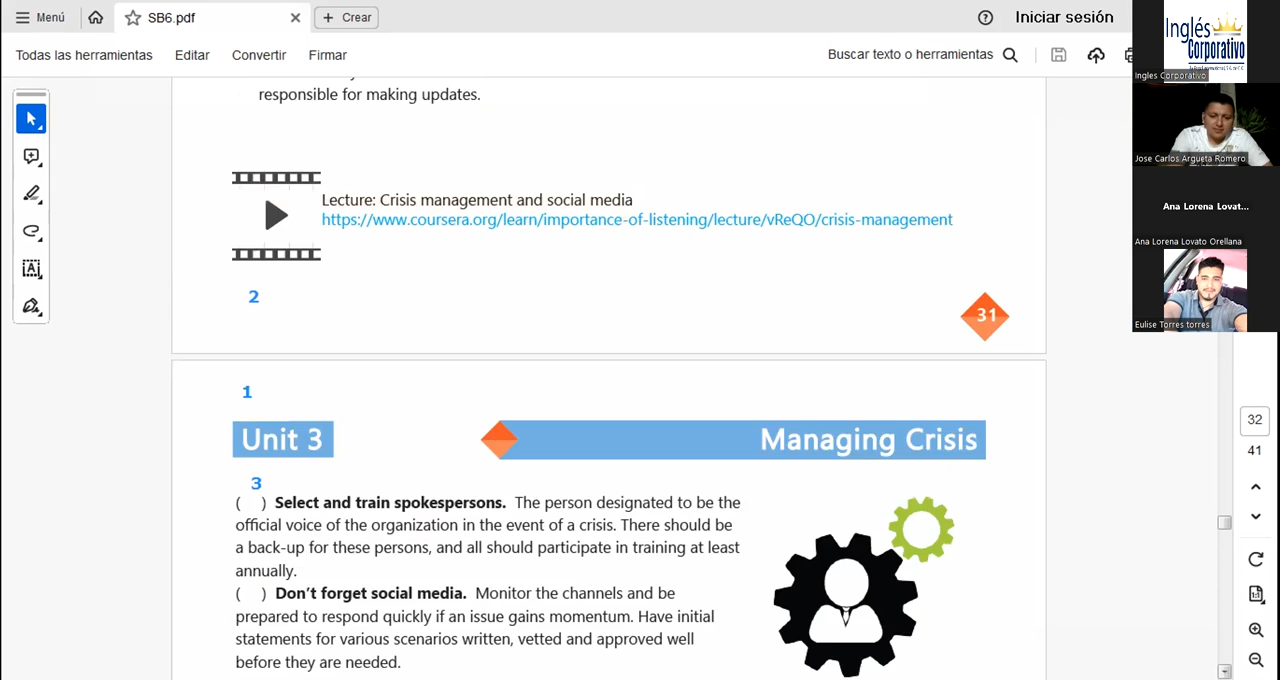 Menú
SB6.pdf
Crear
Iniciar sesión
Todas las herramientas
Editar
Convertir
Firmar
Buscar texto o herramientas
responsible for making updates.
Lecture: Crisis management and social media
https://www.coursera.org/learn/importance-of-listening/lecture/vReQO/crisis-management
2
31
1
Unit 3
Managing Crisis
3
( ) Select and train spokespersons. The person designated to be the
official voice of the organization in the event of a crisis. There should be
a back-up for these persons, and all should participate in training at least
annually.
( ) Don't forget social media. Monitor the channels and be
prepared to respond quickly if an issue gains momentum. Have initial
statements for various scenarios written, vetted and approved well
before they are needed.
32
41
Inglés
Corporativo
Ingles Corporativo
Jose Carlos Argueta Romero
Ana Lorena Lovat...
Ana Lorena Lovato Orellana
Eulise Torres torres